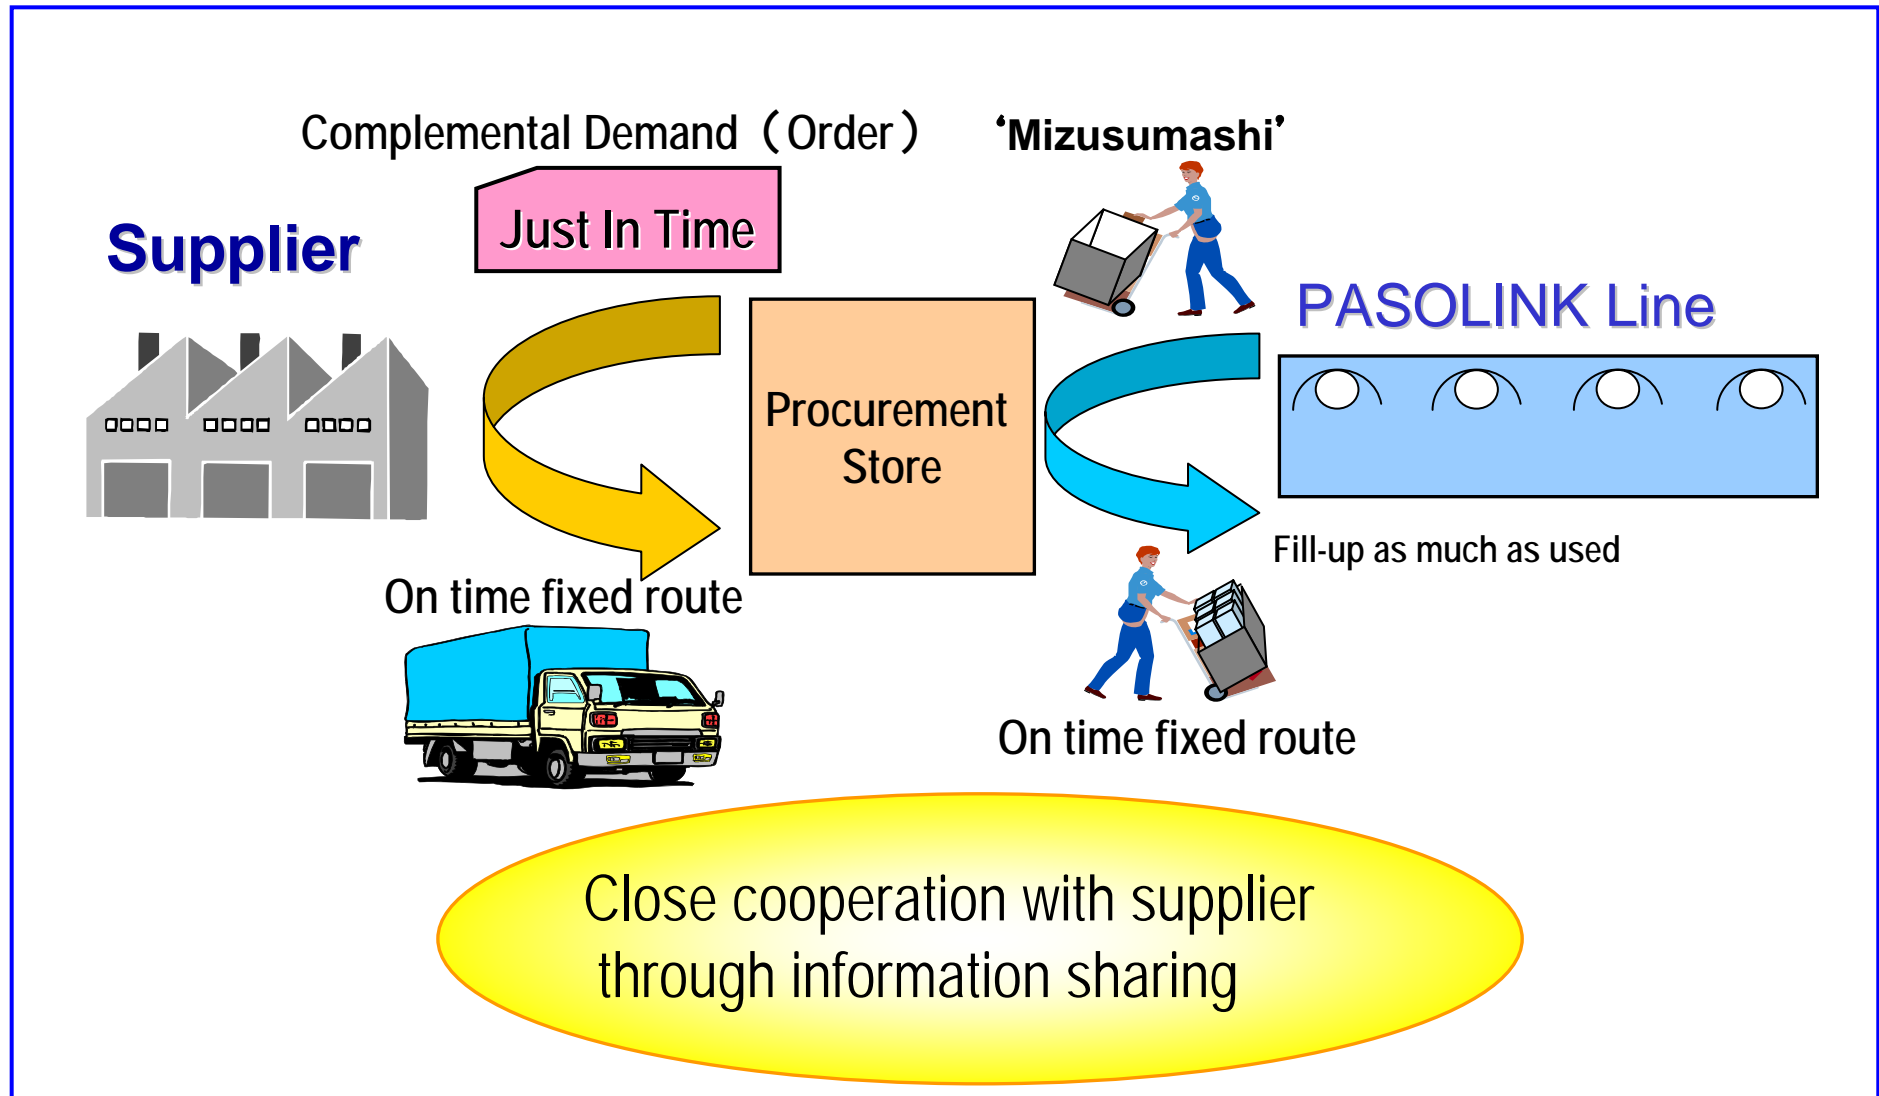 Complemental Demand（Order）
‘Mizusumashi’
Just In Time
Supplier
PASOLINK Line
Procurement
Store
Fill-up as much as used
On time fixed route
On time fixed route
Close cooperation with supplier
through information sharing